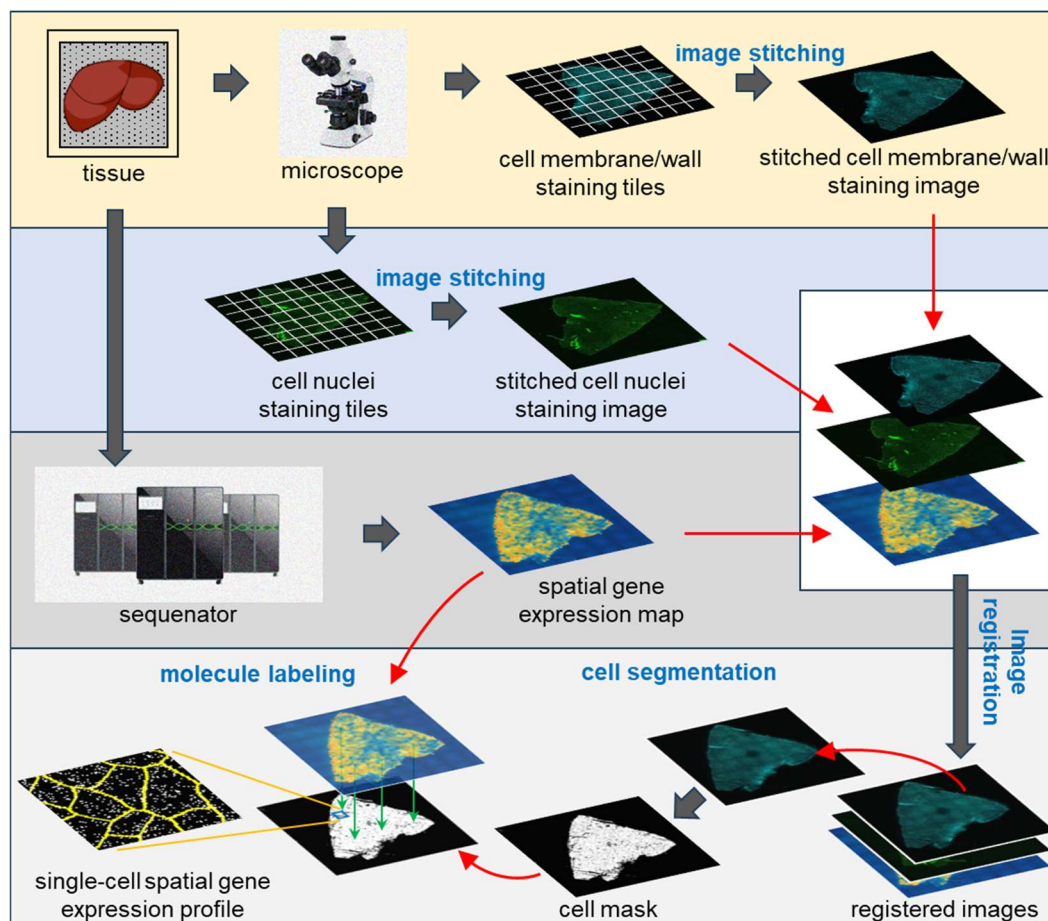 image stitching
tissue
microscope
cell membrane/wall
staining tiles
stitched cell membrane/wall
staining image
image stitching
cell nuclei
staining tiles
stitched cell nuclei
staining image
sequenator
spatial gene
expression map
Image
registration
molecule labeling
cell segmentation
single-cell spatial gene
expression profile
cell mask
registered images